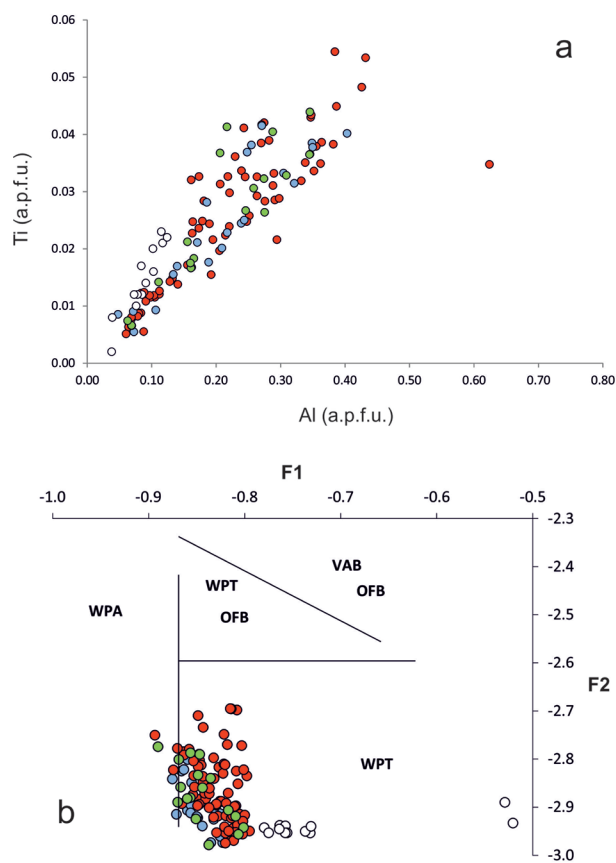 a
0.06
0.05
0.04
0.03
0.02
0.01
0.00
Ti (a.p.f.u.)
0.00 0.10 0.20 0.30 0.40 0.50 0.60 0.70 0.80
Al (a.p.f.u.)
F1
-1.0 -0.9 -0.8 -0.7 -0.6 -0.5
-2.3
-2.4
-2.5
-2.6
-2.7
-2.8
-2.9
-3.0
F2
VAB
OFB
WPT
OFB
WPA
WPT
b